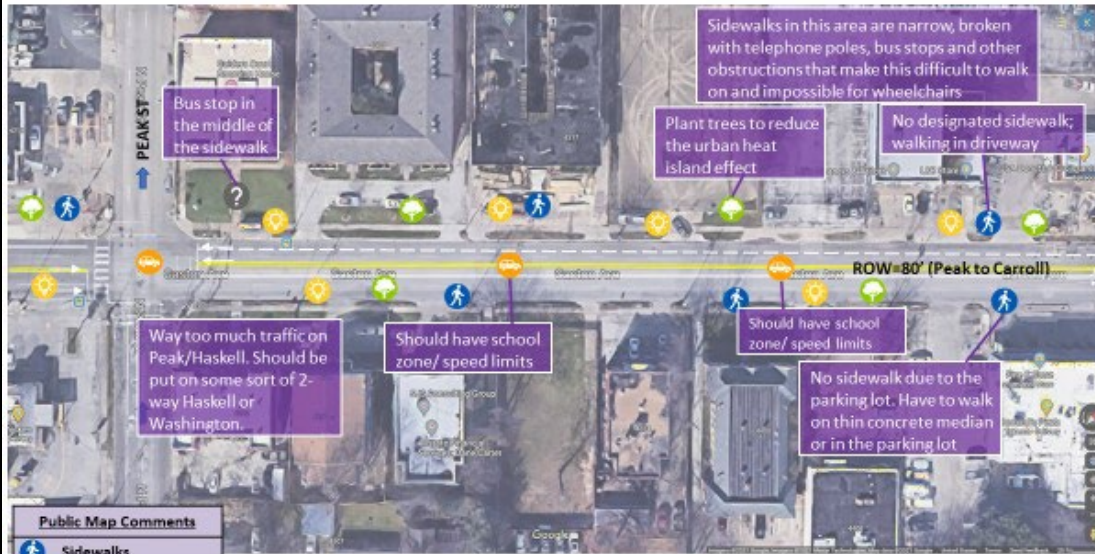 Sidewalks in this area are narrow, broken
with telephone poles, bus stops and other
obstructions that make this difficult to walk
on and impossible for wheelchairs
Bus stop in
the middle of
the sidewalk
PEAK ST
Plant trees to reduce
the urban heat
island effect
No designated sidewalk;
walking in driveway
?
ROW=80' (Peak to Carroll)
Way too much traffic on
Peak/Haskell. Should be
put on some sort of 2-
way Haskell or
Washington.
Should have school
zone/ speed limits
Should have school
zone/ speed limits
No sidewalk due to the
parking lot. Have to walk
on thin concrete median
or in the parking lot
Public Map Comments
Sidewalks
Google